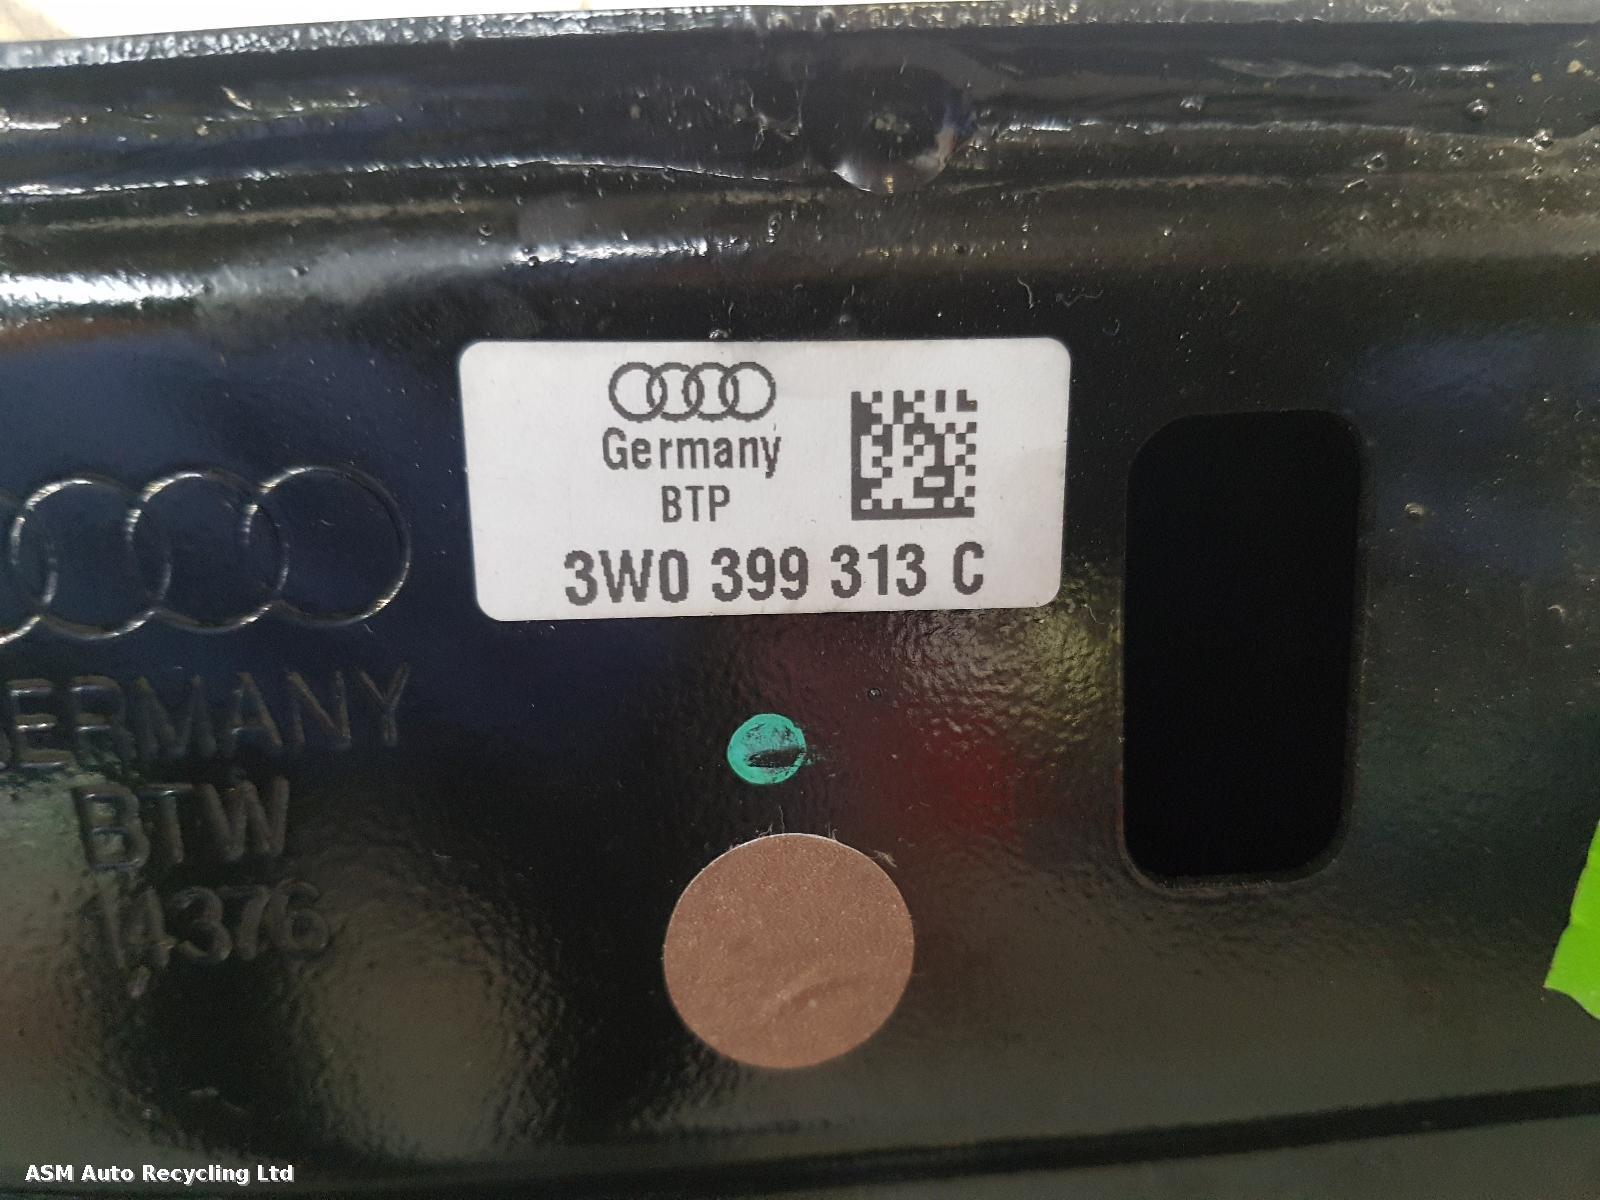 Germany
BTP
3W0 399 313 C
GERMANY
BTW
14376
ASM Auto Recycling Ltd